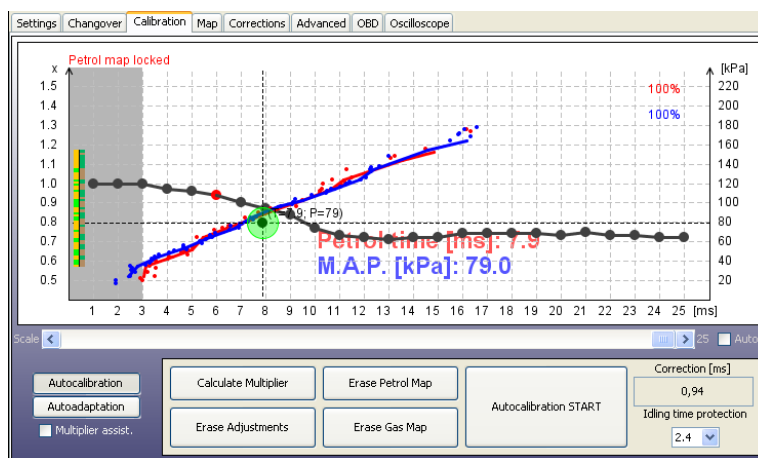 Settings Changover Calibration Map Corrections Advanced OBD Oscilloscope
Petrol map locked
x [kPa]
1.5 100% 220
1.4 100% 200
1.3 180
1.2 160
1.1 140
1.0 120
0.9 100
0.8 =7.9; P=79) 80
0.7 Petrol time [ms]: 7.9 60
0.6 M.A.P. [kPa]: 79.0 40
0.5 20
1 2 3 4 5 6 7 8 9 10 11 12 13 14 15 16 17 18 19 20 21 22 23 24 25 [ms]
Scale 25 Auto
Autocalibration
Autoadaptation
Multiplier assist.
Calculate Multiplier Erase Petrol Map
Erase Adjustments Erase Gas Map
Autocalibration START
Correction [ms]
0,94
Idling time protection
2.4